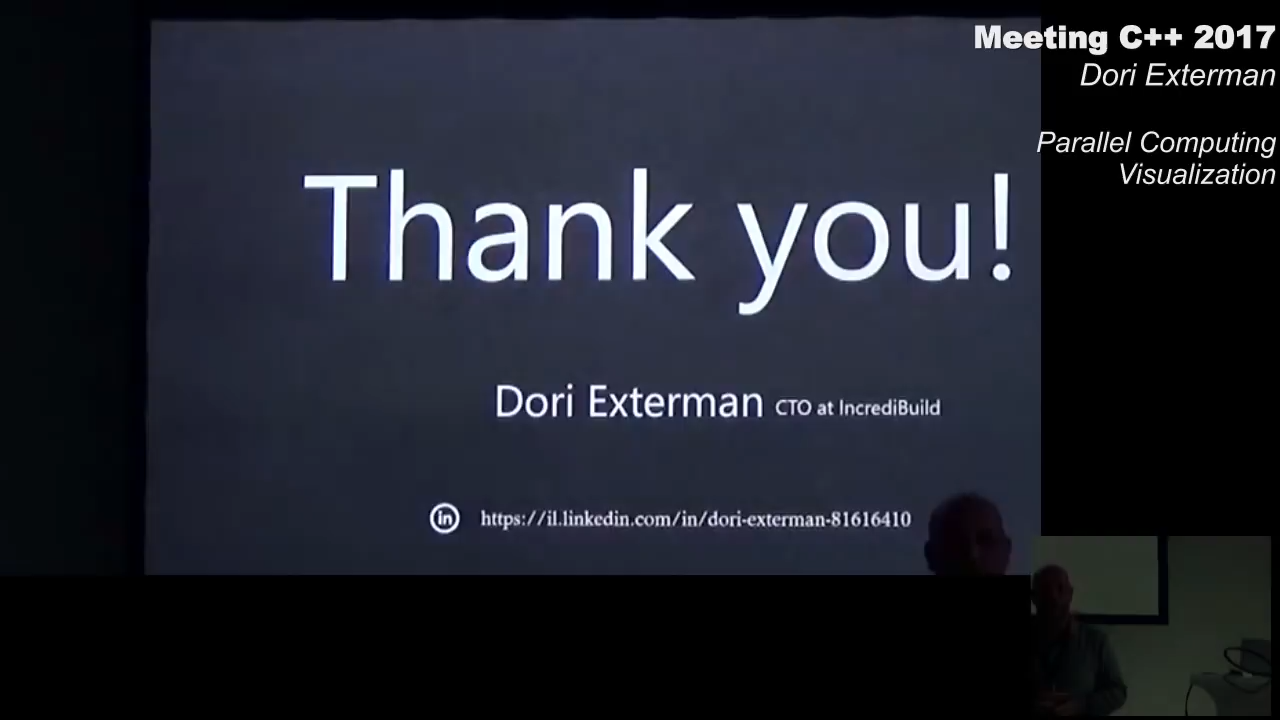 Meeting C++ 2017
Dori Exterman
Parallel Computing
Visualization
Thank you!
Dori Exterman CTO at IncrediBuild
in https://il.linkedin.com/in/dori-exterman-81616410